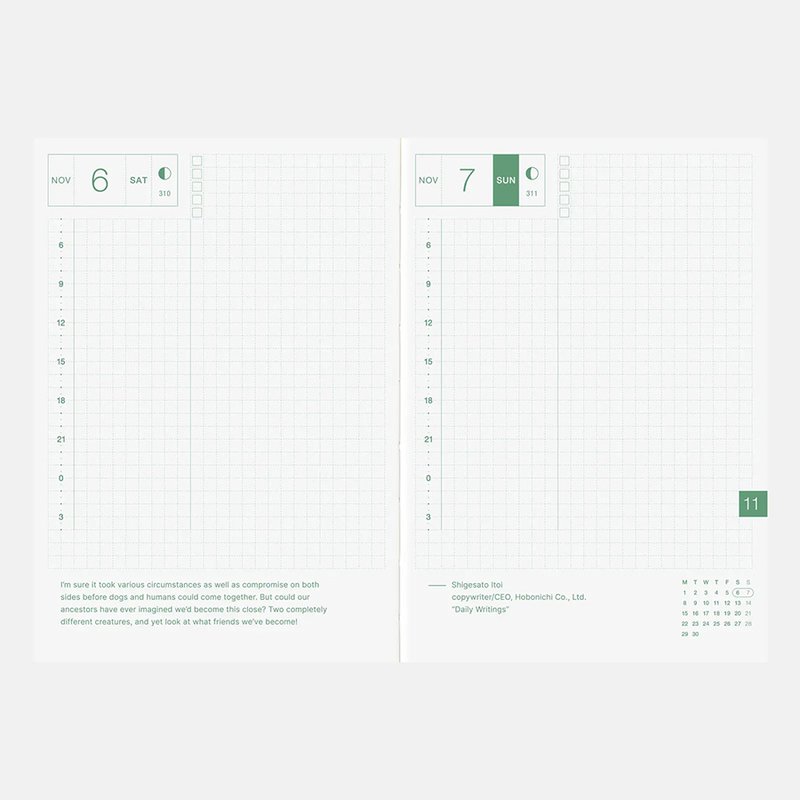 NOV 6 SAT
310
6
9
12
15
18
21
0
3
I'm sure it took various circumstances as well as compromise on both
sides before dogs and humans could come together. But could our
ancestors have ever imagined we'd become this close? Two completely
different creatures, and yet look at what friends we've become!
NOV 7 SUN
311
6
9
12
15
18
21
0
3
11
Shigesato Itoi
copywriter/CEO, Hobonichi Co., Ltd.
"Daily Writings"
M T W T F S S
1 2 3 4 5 6 7
8 9 10 11 12 13 14
15 16 17 18 19 20 21
22 23 24 25 26 27 28
29 30